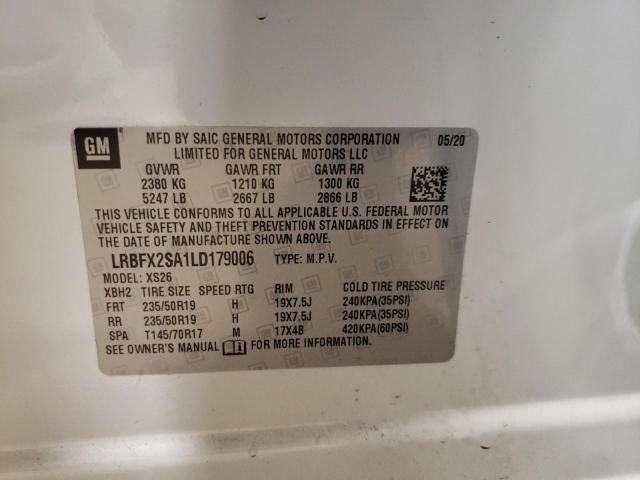 GM MFD BY SAIC GENERAL MOTORS CORPORATION 05/20
LIMITED FOR GENERAL MOTORS LLC
GVWR GAWR FRT GAWR RR
2380 KG 1210 KG 1300 KG
5247 LB 2667 LB 2866 LB
THIS VEHICLE CONFORMS TO ALL APPLICABLE U.S. FEDERAL MOTOR
VEHICLE SAFETY AND THEFT PREVENTION STANDARDS IN EFFECT ON
THE DATE OF MANUFACTURE SHOWN ABOVE.
LRBFX2SA1LD179006 TYPE: M.P.V.
MODEL: XS26
XBH2 TIRE SIZE SPEED RTG RIM COLD TIRE PRESSURE
FRT 235/50R19 H 19X7.5J 240KPA(35PSI)
RR 235/50R19 H 19X7.5J 240KPA(35PSI)
SPA T145/70R17 M 17X4B 420KPA(60PSI)
SEE OWNER'S MANUAL FOR MORE INFORMATION.